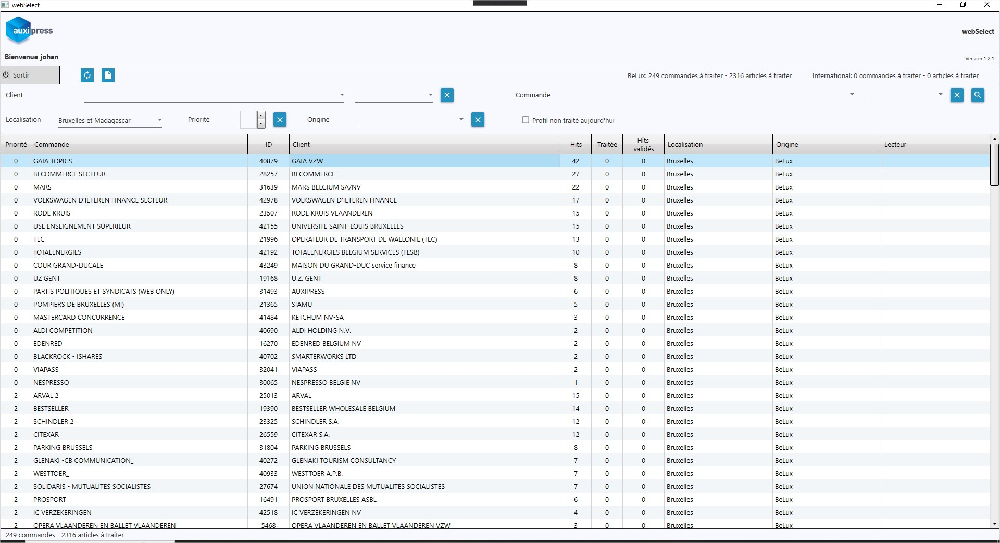 webSelect
auxipress
webSelect
Bienvenue johan
Version 1.2.1
Sortir
BeLux: 249 commandes à traiter - 2316 articles à traiter
International: 0 commandes à traiter - 0 articles à traiter
Client
Commande
Localisation Bruxelles et Madagascar Priorité Origine Profil non traité aujourd'hui
Priorité Commande ID Client Hits Traitée Hits validés Localisation Origine Lecteur
0 GAIA TOPICS 40879 GAIA VZW 42 0 0 Bruxelles BeLux
0 BECOMMERCE SECTEUR 28257 BECOMMERCE 27 0 0 Bruxelles BeLux
0 MARS 31639 MARS BELGIUM SA/NV 22 0 0 Bruxelles BeLux
0 VOLKSWAGEN D'IETEREN FINANCE SECTEUR 42978 VOLKSWAGEN D'IETEREN FINANCE 17 0 0 Bruxelles BeLux
0 RODE KRUIS 23507 RODE KRUIS VLAANDEREN 15 0 0 Bruxelles BeLux
0 USL ENSEIGNEMENT SUPERIEUR 42155 UNIVERSITE SAINT-LOUIS BRUXELLES 15 0 0 Bruxelles BeLux
0 TEC 21996 OPERATEUR DE TRANSPORT DE WALLONIE (TEC) 13 0 0 Bruxelles BeLux
0 TOTALENERGIES 42192 TOTALENERGIES BELGIUM SERVICES (TESB) 10 0 0 Bruxelles BeLux
0 COUR GRAND-DUCALE 43249 MAISON DU GRAND-DUC service finance 8 0 0 Bruxelles BeLux
0 UZ GENT 19168 U.Z. GENT 8 0 0 Bruxelles BeLux
0 PARTIS POLITIQUES ET SYNDICATS (WEB ONLY) 31493 AUXIPRESS 6 0 0 Bruxelles BeLux
0 POMPIERS DE BRUXELLES (MI) 21365 SIAMU 5 0 0 Bruxelles BeLux
0 MASTERCARD CONCURRENCE 41484 KETCHUM NV-SA 3 0 0 Bruxelles BeLux
0 ALDI COMPETITION 40690 ALDI HOLDING N.V. 2 0 0 Bruxelles BeLux
0 EDENRED 16270 EDENRED BELGIUM NV 2 0 0 Bruxelles BeLux
0 BLACKROCK - ISHARES 40702 SMARTERWORKS LTD 2 0 0 Bruxelles BeLux
0 VIAPASS 32041 VIAPASS 2 0 0 Bruxelles BeLux
0 NESPRESSO 30065 NESPRESSO BELGIE NV 1 0 0 Bruxelles BeLux
2 ARVAL 2 25013 ARVAL 15 0 0 Bruxelles BeLux
2 BESTSELLER 19390 BESTSELLER WHOLESALE BELGIUM 14 0 0 Bruxelles BeLux
2 SCHINDLER 2 23325 SCHINDLER S.A. 12 0 0 Bruxelles BeLux
2 CITEXAR 26559 CITEXAR S.A. 12 0 0 Bruxelles BeLux
2 PARKING BRUSSELS 31804 PARKING BRUSSELS 8 0 0 Bruxelles BeLux
2 GLENAKI -CB COMMUNICATION_ 40272 GLENAKI TOURISM CONSULTANCY 7 0 0 Bruxelles BeLux
2 WESTTOER_ 40933 WESTTOER A.P.B. 7 0 0 Bruxelles BeLux
2 SOLIDARIS - MUTUALITES SOCIALISTES 27674 UNION NATIONALE DES MUTUALITES SOCIALISTES 7 0 0 Bruxelles BeLux
2 PROSPORT 16491 PROSPORT BRUXELLES ASBL 6 0 0 Bruxelles BeLux
2 IC VERZEKERINGEN 42518 IC VERZEKERINGEN NV 4 0 0 Bruxelles BeLux
2 OPERA VLAANDEREN EN BALLET VLAANDEREN 5468 OPERA VLAANDEREN EN BALLET VLAANDEREN VZW 3 0 0 Bruxelles BeLux
249 commandes - 2316 articles à traiter